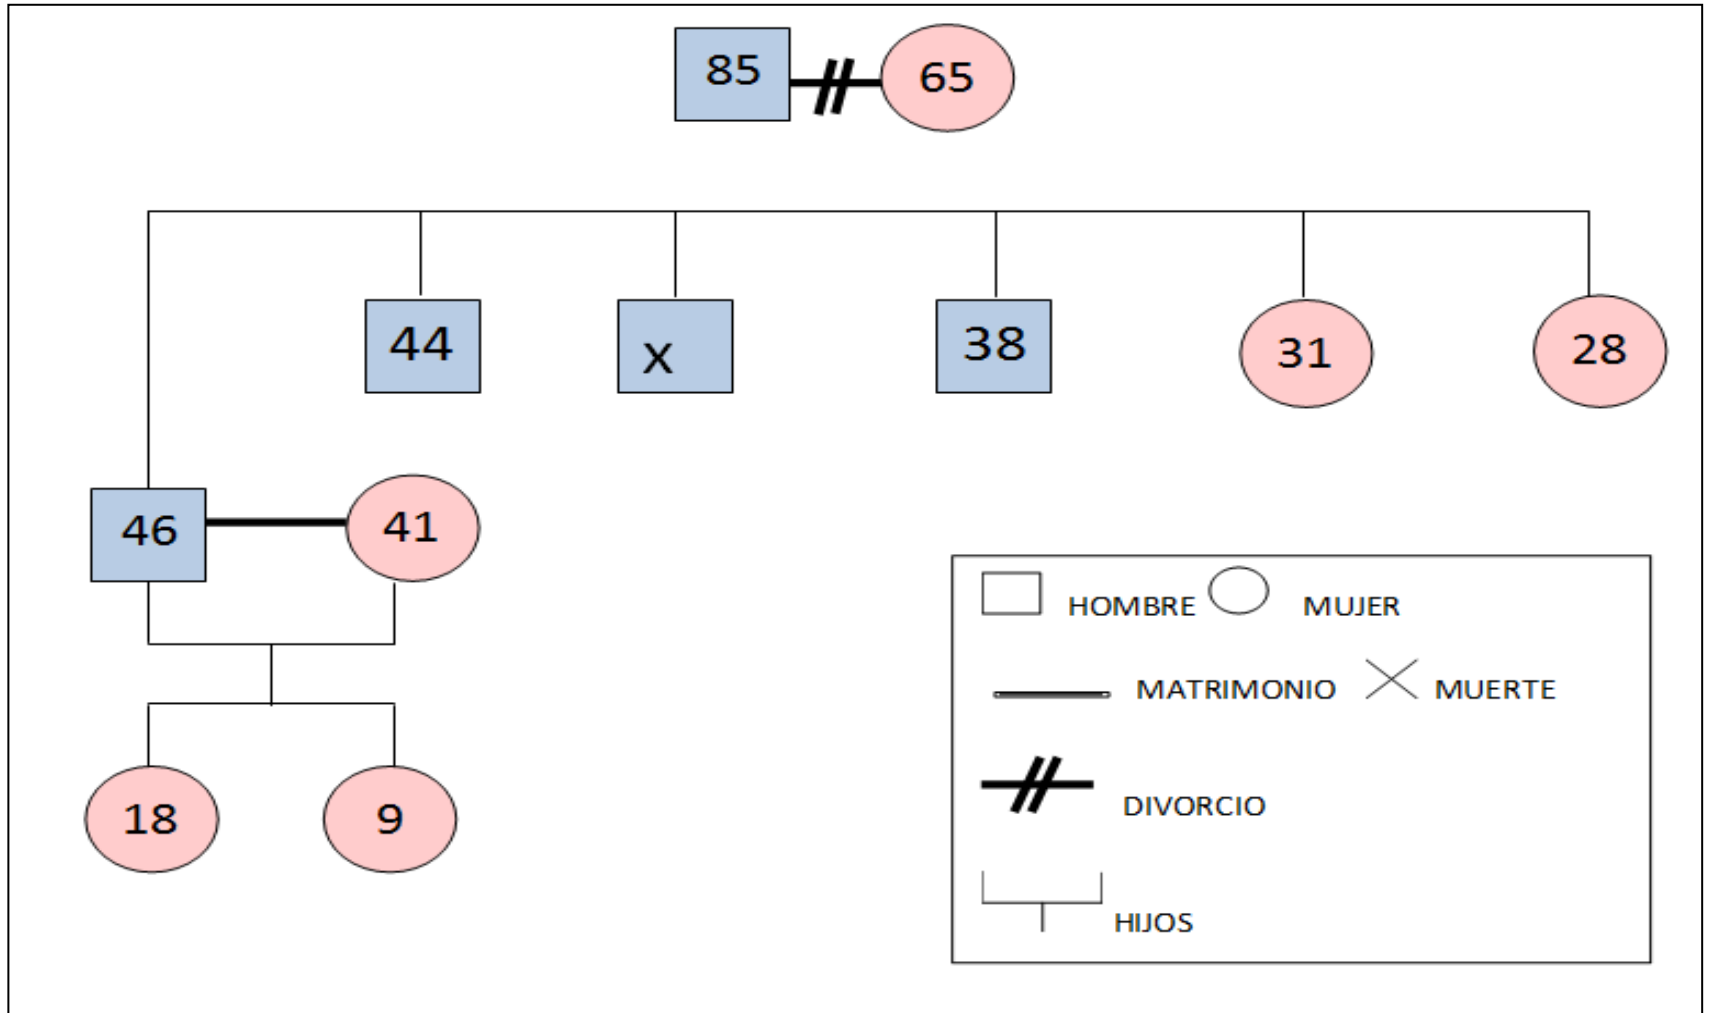 85 65
44 x 38 31 28
46 41
18 9
HOMBRE MUJER
MATRIMONIO MUERTE
DIVORCIO
HIJOS